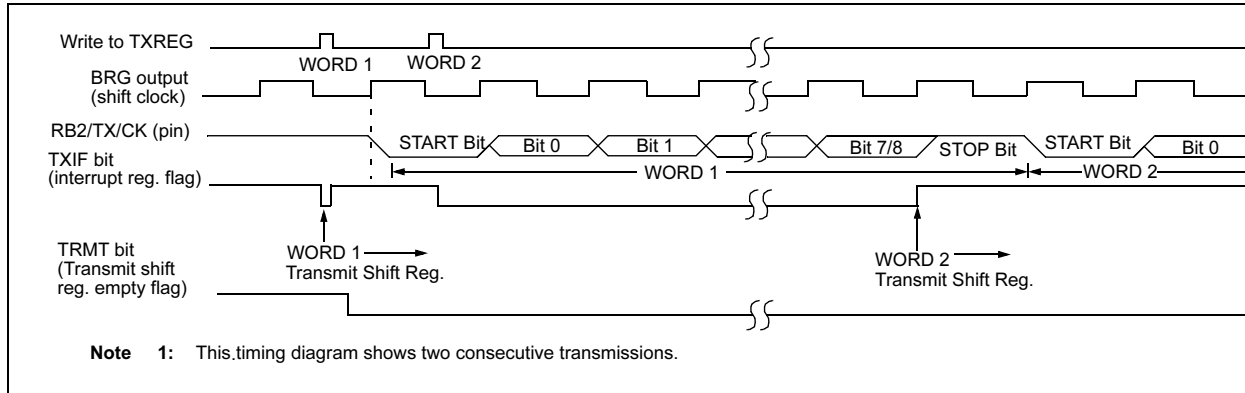 Write to TXREG
WORD 1 WORD 2
BRG output
(shift clock)
RB2/TX/CK (pin)
START Bit Bit 0 Bit 1 Bit 7/8 STOP Bit START Bit Bit 0
TXIF bit
(interrupt reg. flag)
WORD 1 WORD 2
WORD 1
Transmit Shift Reg.
WORD 2
Transmit Shift Reg.
TRMT bit
(Transmit shift
reg. empty flag)
Note 1: This timing diagram shows two consecutive transmissions.